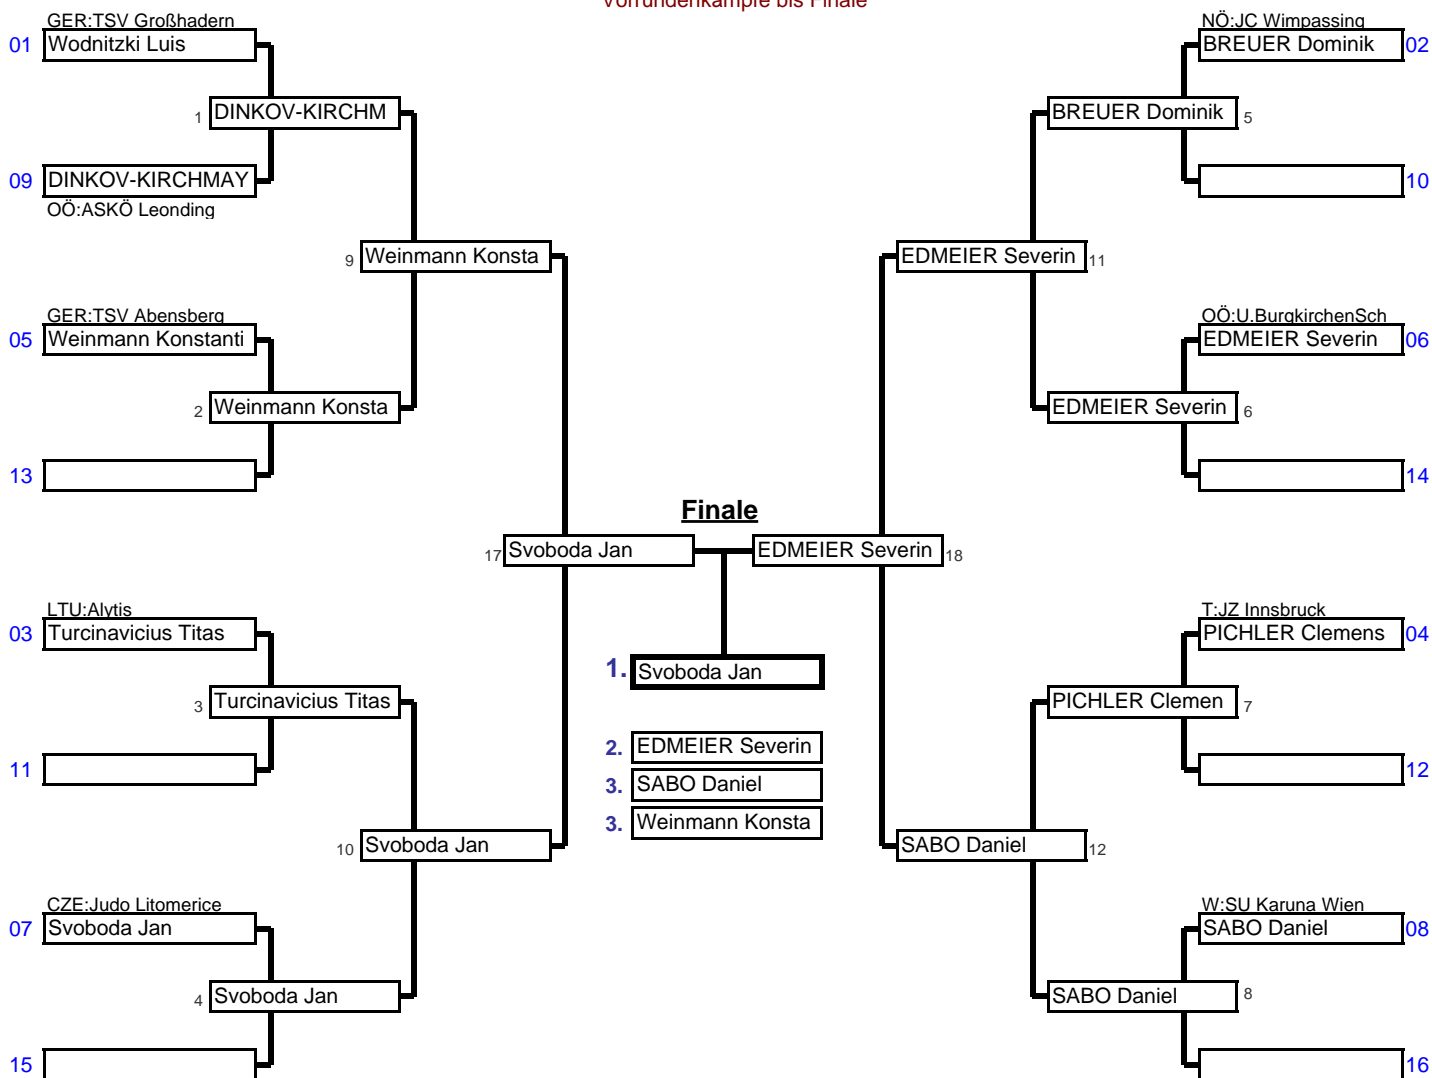 Vorrundenkämpfe bis Finale
GER:TSV Großhadern
01 Wodnitzki Luis
NÖ:JC Wimpassing
BREUER Dominik 02
1 DINKOV-KIRCHM
BREUER Dominik 5
09 DINKOV-KIRCHMAY
OÖ:ASKÖ Leonding
10
9 Weinmann Konsta
EDMEIER Severin 11
GER:TSV Abensberg
05 Weinmann Konstanti
OÖ:U.BurgkirchenSch
EDMEIER Severin 06
2 Weinmann Konsta
EDMEIER Severin 6
13
14
Finale
17 Svoboda Jan
EDMEIER Severin 18
LTU:Alytis
03 Turcinavicius Titas
T:JZ Innsbruck
PICHLER Clemens 04
1. Svoboda Jan
3 Turcinavicius Titas
PICHLER Clemen 7
2. EDMEIER Severin
11
12
3. SABO Daniel
3. Weinmann Konsta
10 Svoboda Jan
SABO Daniel 12
CZE:Judo Litomerice
07 Svoboda Jan
W:SU Karuna Wien
SABO Daniel 08
4 Svoboda Jan
SABO Daniel 8
15
16